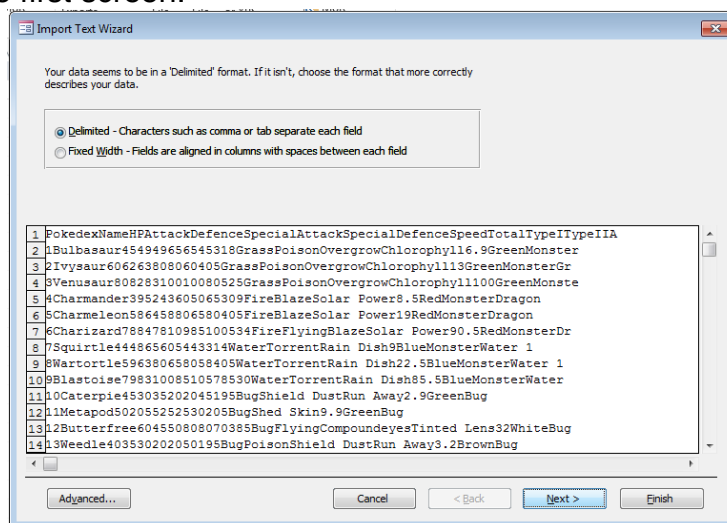 first screen.
Import Text Wizard
Your data seems to be in a 'Delimited' format. If it isn't, choose the format that more correctly
describes your data.
Delimited - Characters such as comma or tab separate each field
Fixed Width - Fields are aligned in columns with spaces between each field
1 PokedexNameHPAttackDefenceSpecialAttackSpecialDefenceSpeedTotalTypeITypeIIA
2 1Bulbasaur454949656545318GrassPoisonOvergrowChlorophyll6.9GreenMonster
3 2Ivysaur606263808060405GrassPoisonOvergrowChlorophyll13GreenMonsterGr
4 3Venusaur80828310010080525GrassPoisonOvergrowChlorophyll100GreenMonste
5 4Charmander395243605065309FireBlazeSolar Power8.5RedMonsterDragon
6 5Charmeleon586458806580405FireBlazeSolar Power19RedMonsterDragon
7 6Charizard78847810985100534FireFlyingBlazeSolar Power90.5RedMonsterDr
8 7Squirtle444865605443314WaterTorrentRain Dish9BlueMonsterWater 1
9 8Wartortle596380658058405WaterTorrentRain Dish22.5BlueMonsterWater 1
10 9Blastoise79831008510578530WaterTorrentRain Dish85.5BlueMonsterWater
11 10Caterpie453035202045195BugShield DustRun Away2.9GreenBug
12 11Metapod502055252530205BugShed Skin9.9GreenBug
13 12Butterfree604550808070385BugFlyingCompoundeyesTinted Lens32WhiteBug
14 13Weedle403530202050195BugPoisonShield DustRun Away3.2BrownBug
Advanced... Cancel < Back Next > Finish